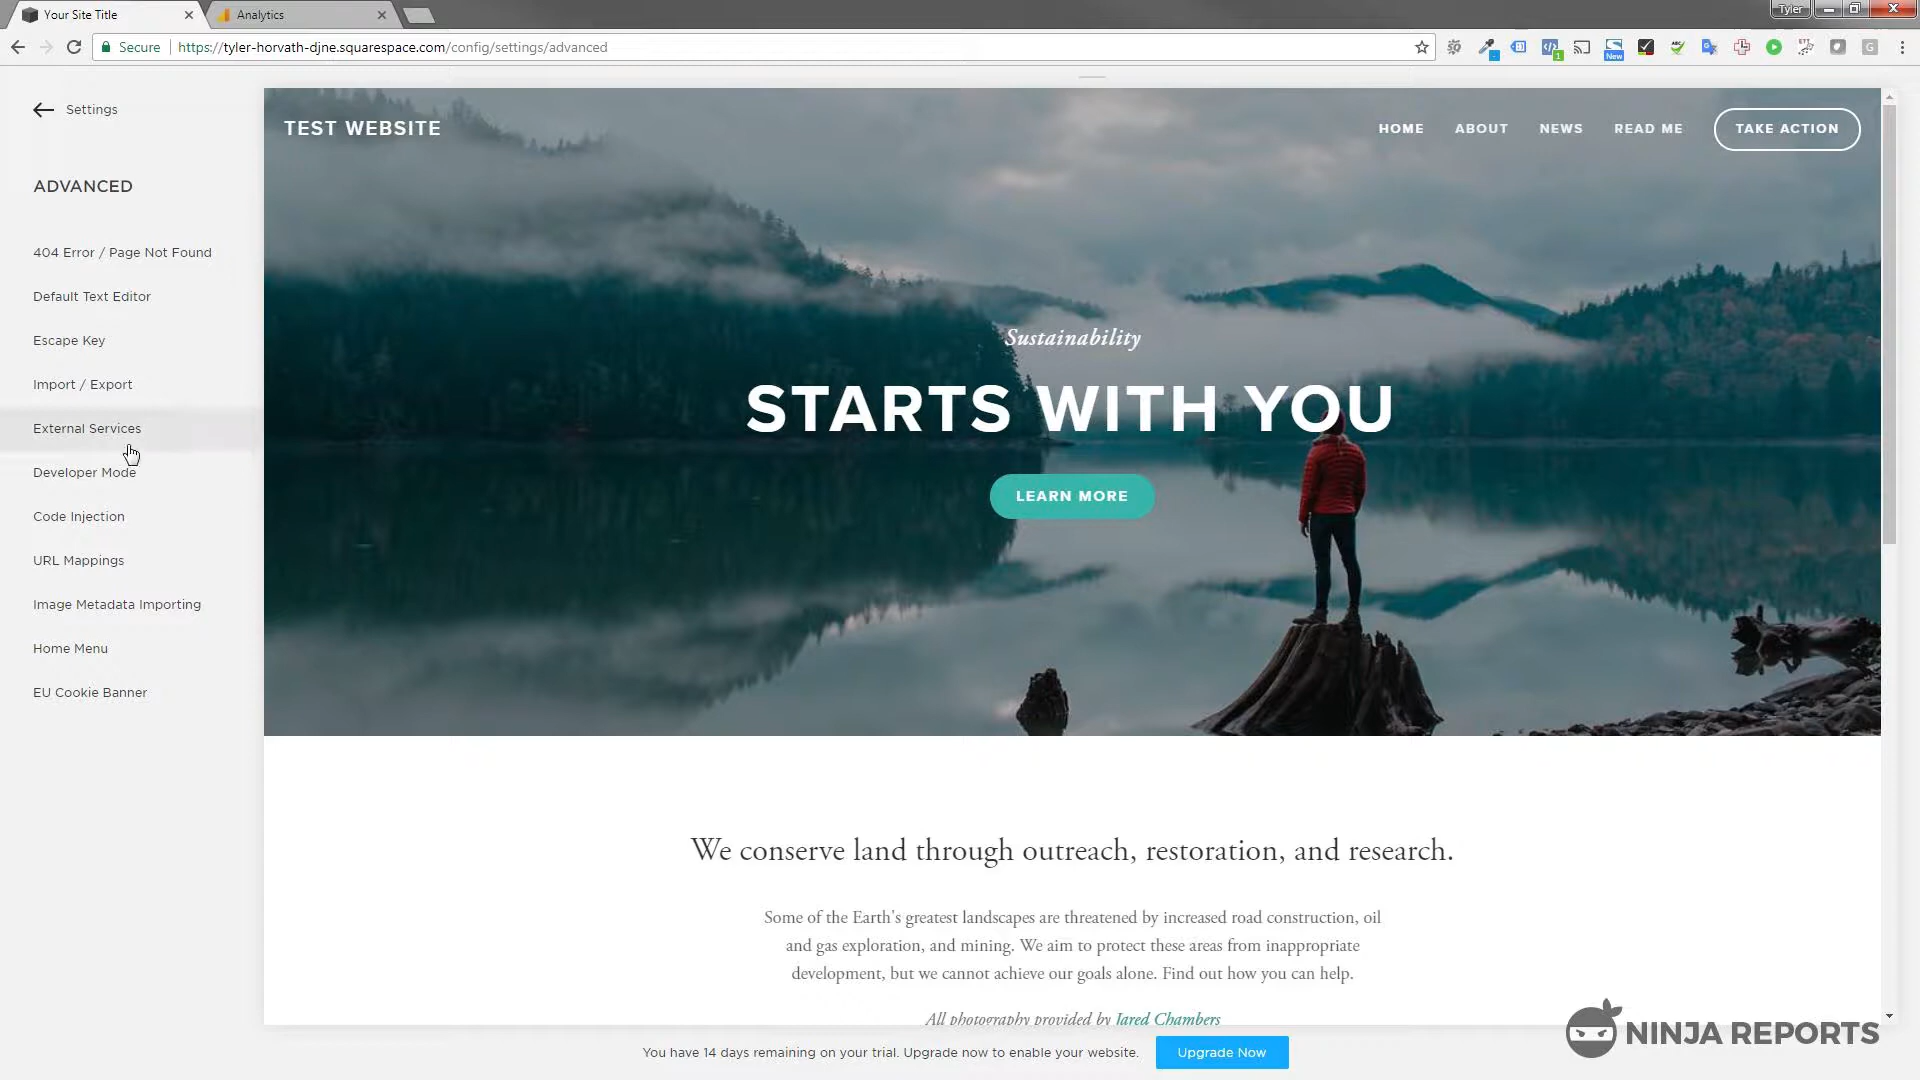 Your Site Title
Analytics
Tyler
Secure
https://tyler-horvath-djne.squarespace.com/config/settings/advanced
New
1
G
Settings
ADVANCED
404 Error / Page Not Found
Default Text Editor
Escape Key
Import / Export
External Services
Developer Mode
Code Injection
URL Mappings
Image Metadata Importing
Home Menu
EU Cookie Banner
TEST WEBSITE
HOME
ABOUT
NEWS
READ ME
TAKE ACTION
Sustainability
STARTS WITH YOU
LEARN MORE
We conserve land through outreach, restoration, and research.
Some of the Earth's greatest landscapes are threatened by increased road construction, oil
and gas exploration, and mining. We aim to protect these areas from inappropriate
development, but we cannot achieve our goals alone. Find out how you can help.
All photography provided by Jared Chambers
You have 14 days remaining on your trial. Upgrade now to enable your website.
Upgrade Now
NINJA REPORTS